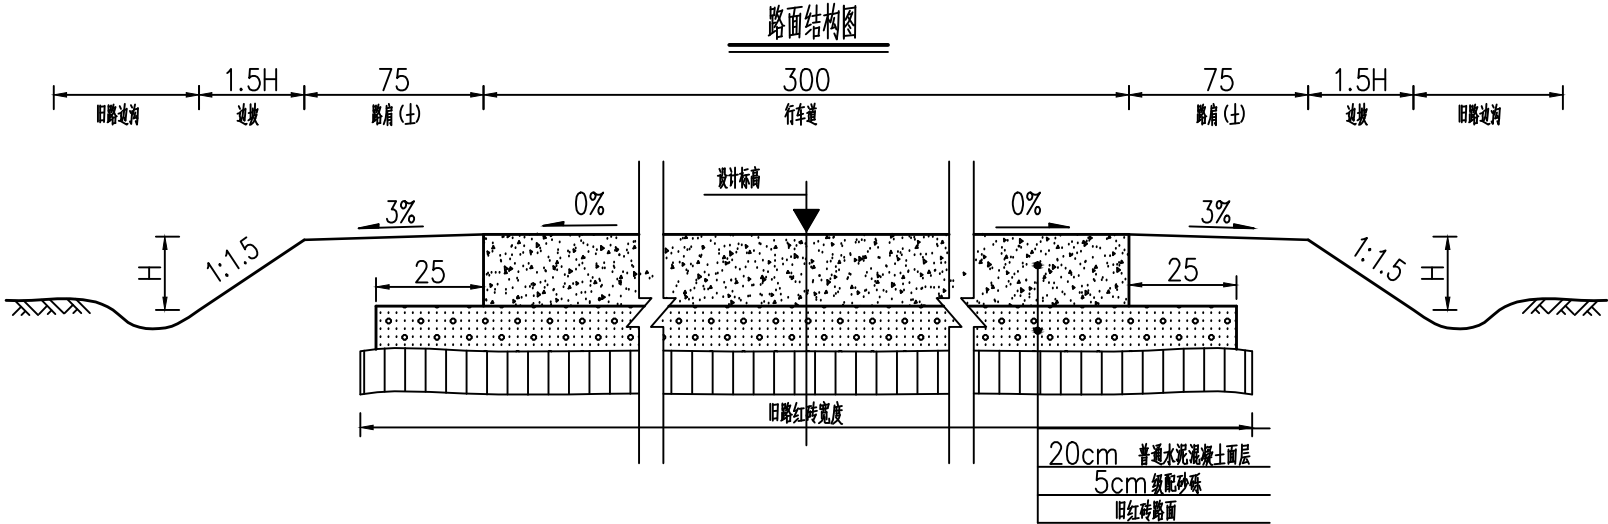 路面结构图
1.5H 75 300 75 1.5H
旧路边沟 边坡 路肩(土) 行车道 路肩(土) 边坡 旧路边沟
设计标高
3% 0% 0% 3%
H 1:1.5 25 25 1:1.5 H
旧路红砖宽度
20cm 普通水泥混凝土面层
5cm 级配砂砾
旧红砖路面